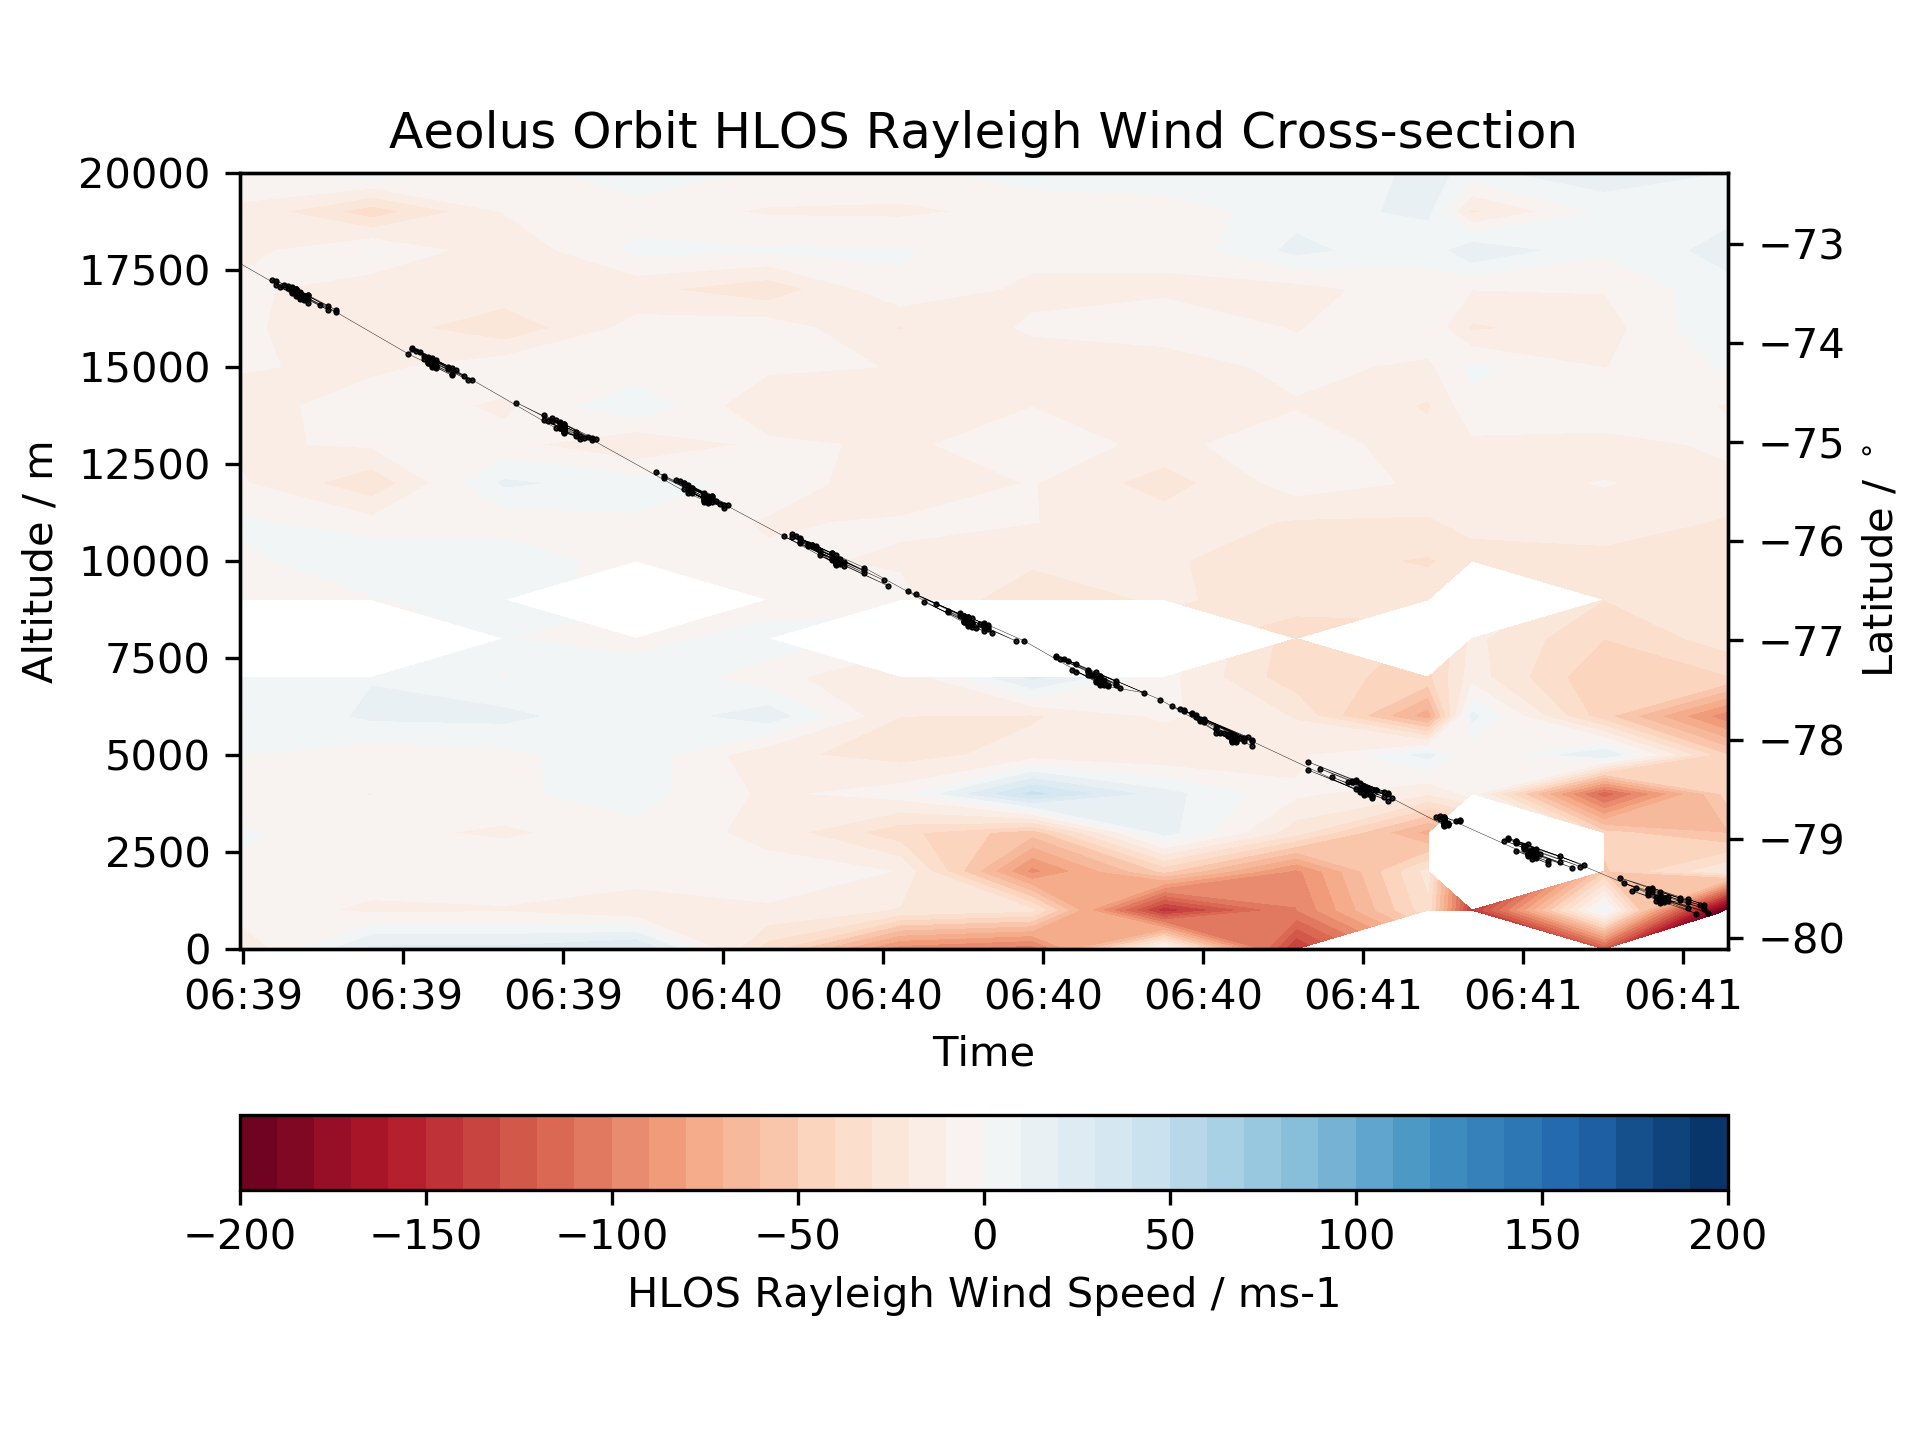 Aeolus Orbit HLOS Rayleigh Wind Cross-section
20000
17500
15000
12500
10000
7500
5000
2500
0
Altitude / m
−73
−74
−75
−76
−77
−78
−79
−80
Latitude / °
06:39 06:39 06:39 06:40 06:40 06:40 06:40 06:41 06:41 06:41
Time
−200 −150 −100 −50 0 50 100 150 200
HLOS Rayleigh Wind Speed / ms-1